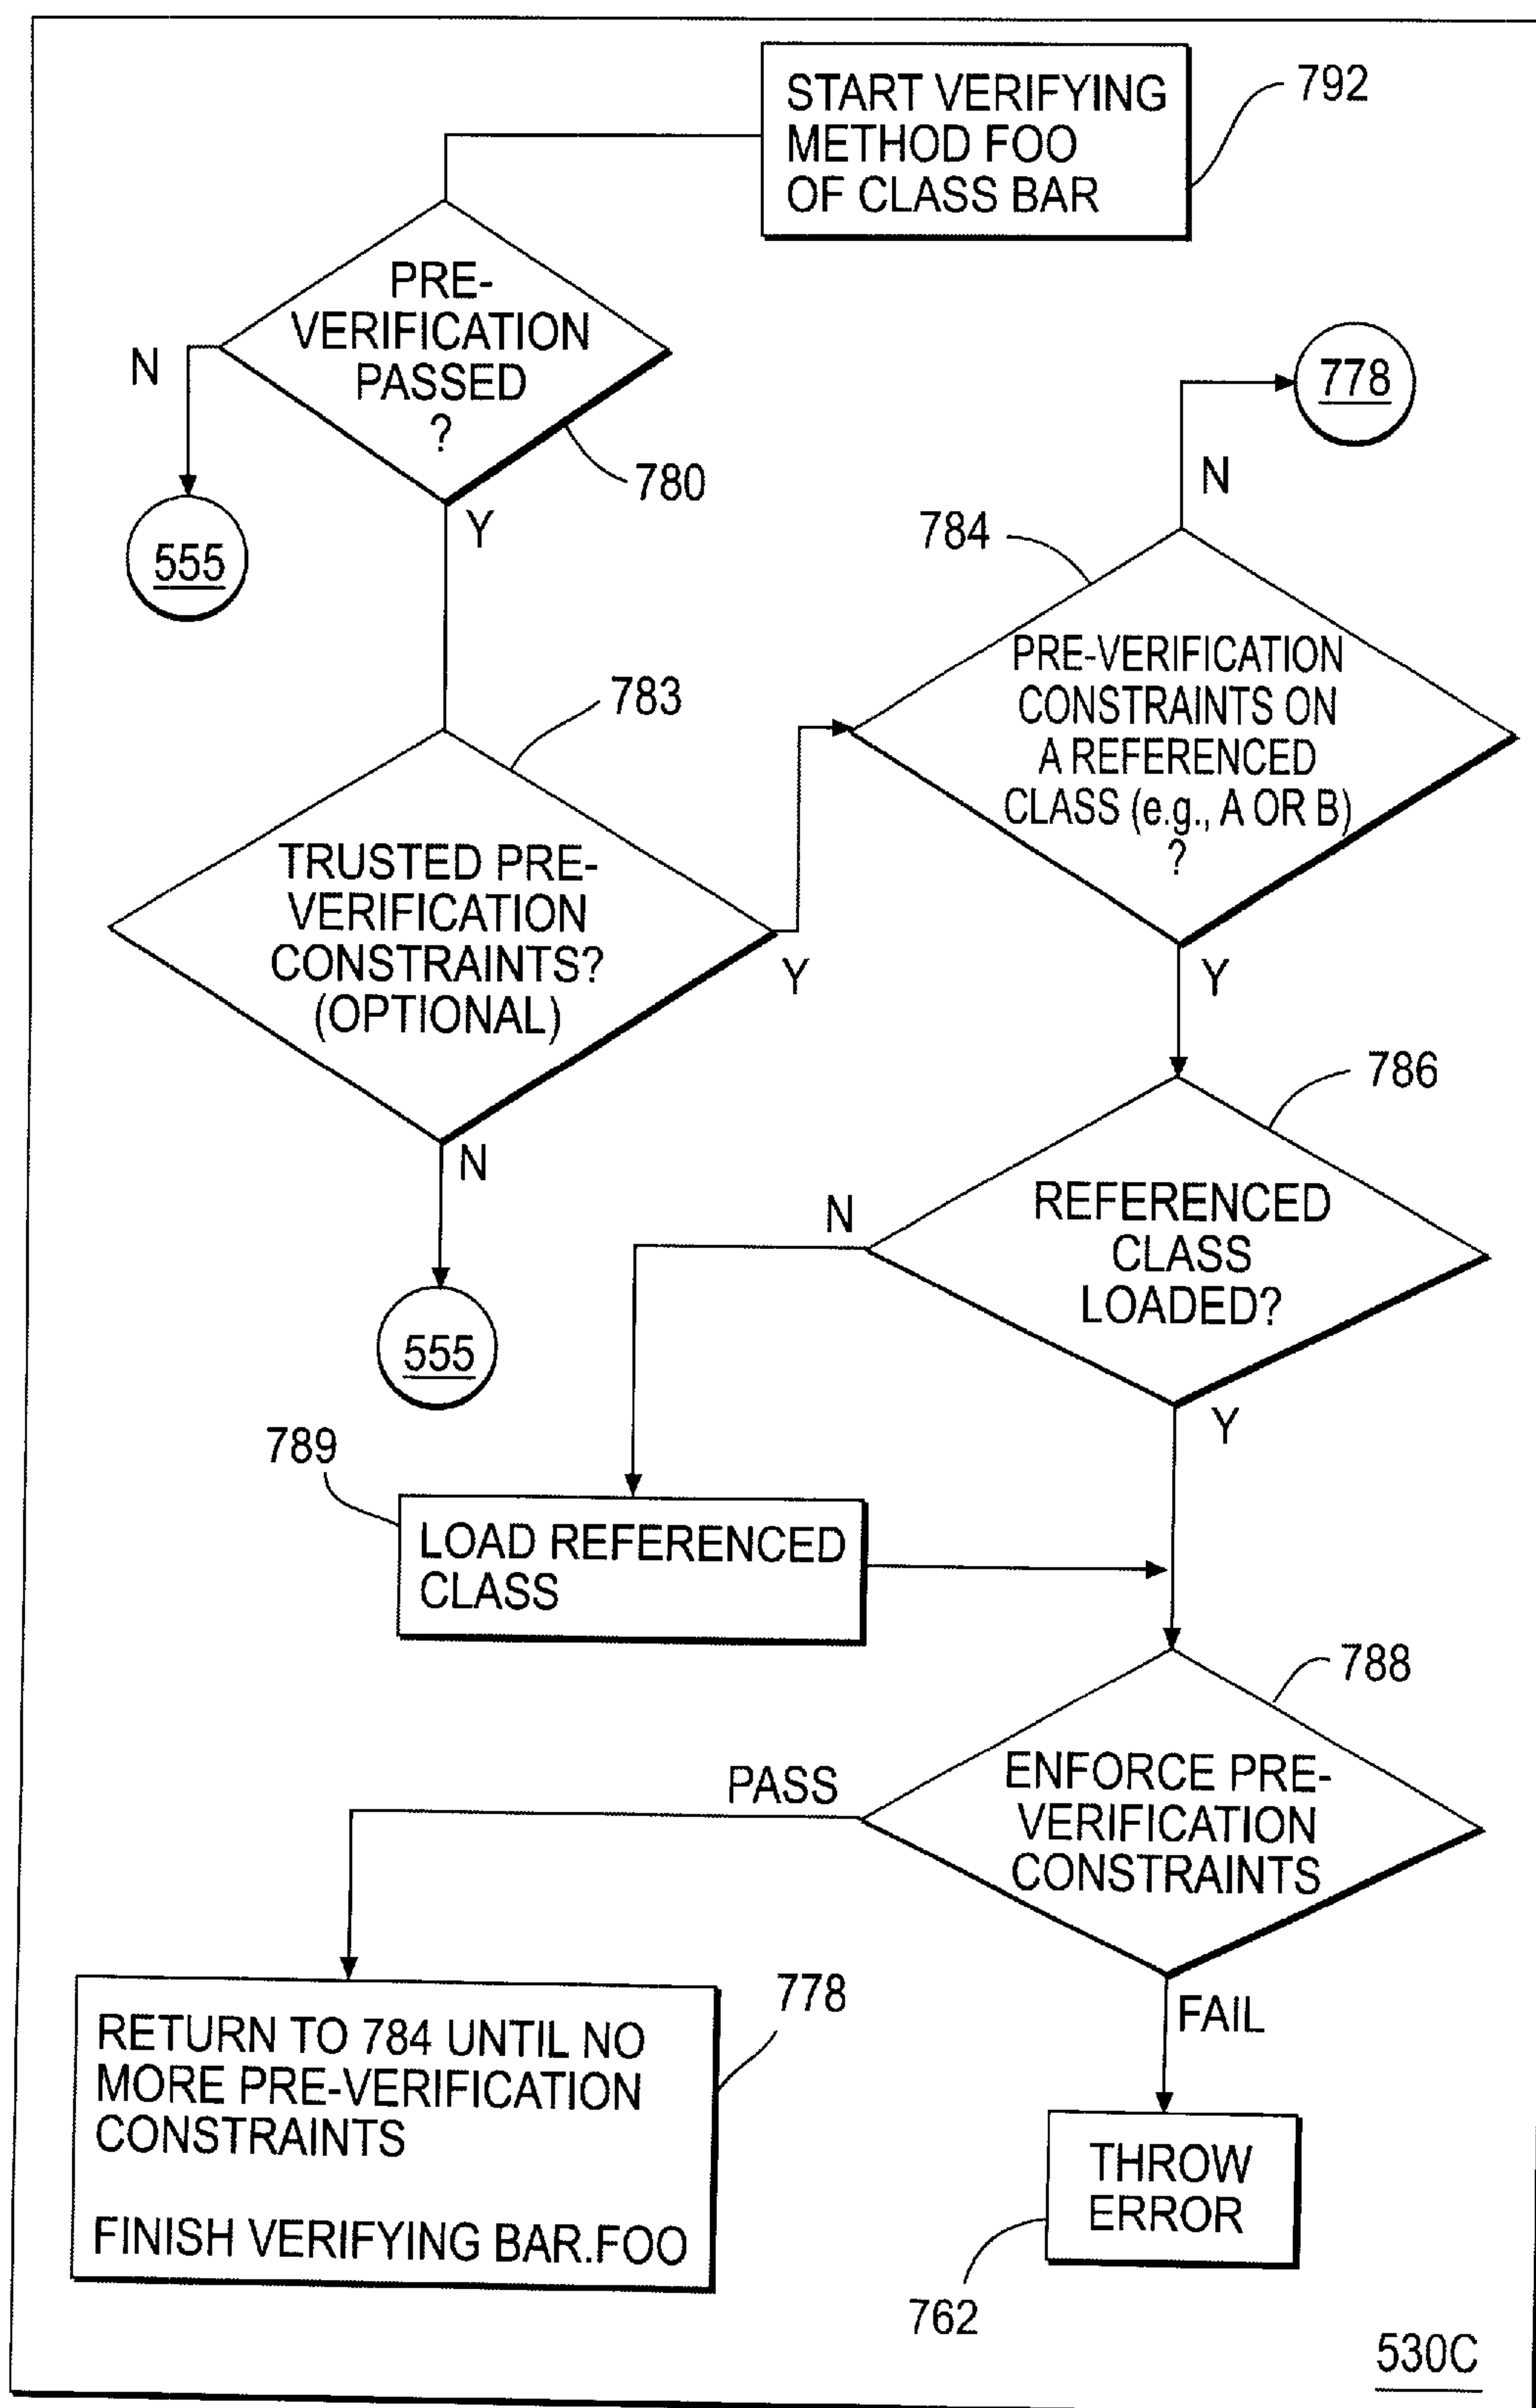 START VERIFYING
METHOD FOO
OF CLASS BAR
792
PRE-
VERIFICATION
PASSED
?
N
780
Y
555
778
N
784
PRE-VERIFICATION
CONSTRAINTS ON
A REFERENCED
CLASS (e.g., A OR B)
?
Y
783
TRUSTED PRE-
VERIFICATION
CONSTRAINTS?
(OPTIONAL)
Y
N
555
786
REFERENCED
CLASS
LOADED?
N
Y
789
LOAD REFERENCED
CLASS
788
ENFORCE PRE-
VERIFICATION
CONSTRAINTS
PASS
FAIL
778
RETURN TO 784 UNTIL NO
MORE PRE-VERIFICATION
CONSTRAINTS
FINISH VERIFYING BAR.FOO
THROW
ERROR
762
530C